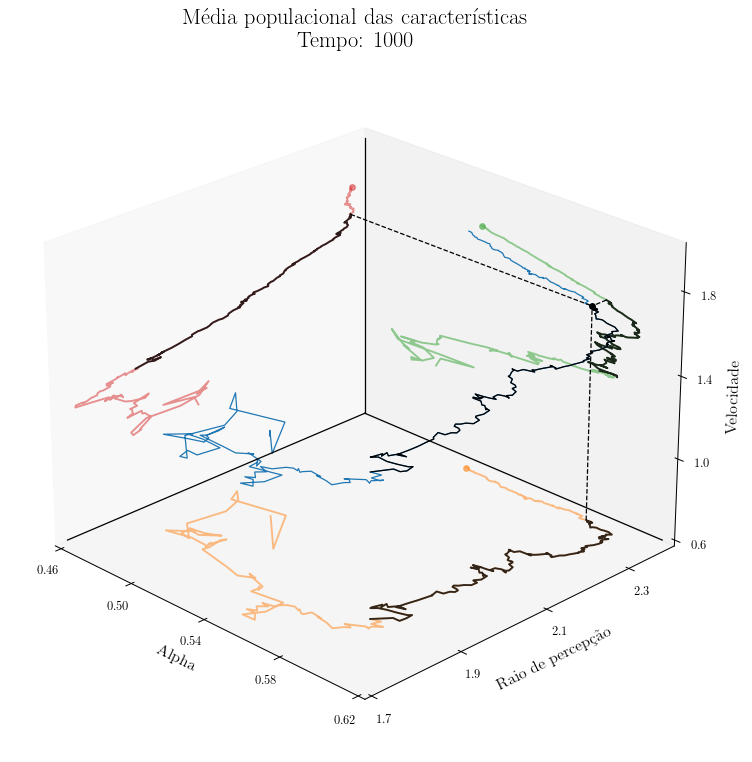 Média populacional das características
Tempo: 1000
1.8
1.4
1.0
0.6
Velocidade
0.46
0.50
0.54
0.58
0.62
Alpha
1.7
1.9
2.1
2.3
Raio de percepção